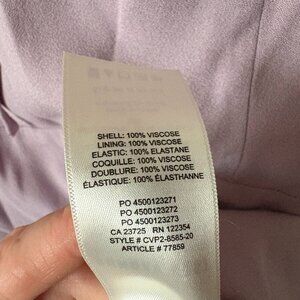 SHELL: 100% VISCOSE
LINING: 100% VISCOSE
ELASTIC: 100% ELASTANE
COQUILLE: 100% VISCOSE
DOUBLURE: 100% VISCOSE
ÉLASTIQUE: 100% ÉLASTHANNE
PO 4500123271
PO 4500123272
PO 4500123273
CA 23725 RN 122354
STYLE # CVP2-8585-20
ARTICLE # 77859